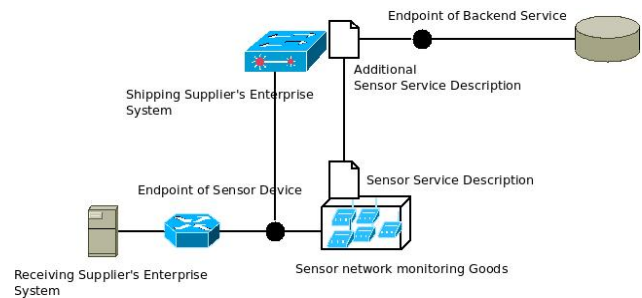 Endpoint of Backend Service
Additional
Sensor Service Description
Shipping Supplier's Enterprise
System
Sensor Service Description
Endpoint of Sensor Device
Receiving Supplier's Enterprise
System
Sensor network monitoring Goods